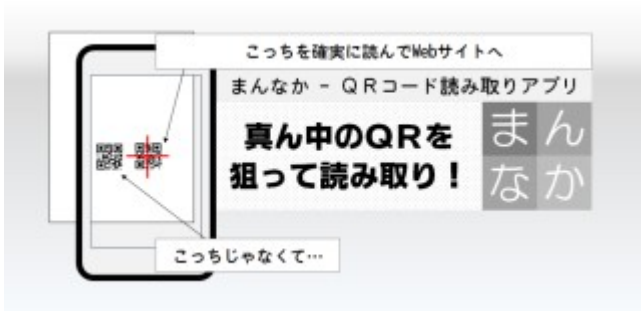 こっちを確実に読んでWebサイトへ
まんなか - QRコード読み取りアプリ
真ん中のQRを
狙って読み取り！
まん
なか
こっちじゃなくて…